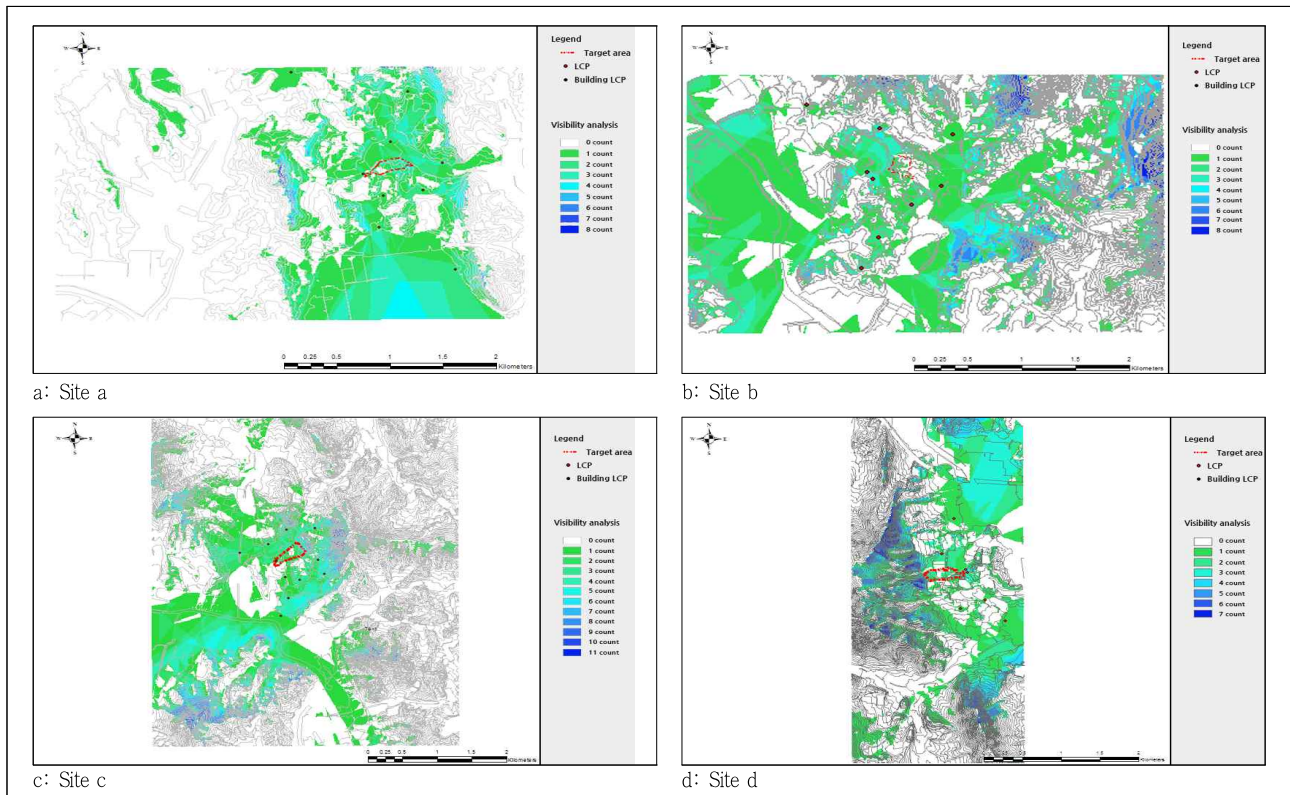 N
W E
S
Legend
Target area
LCP
Building LCP
Visibility analysis
0 count
1 count
2 count
3 count
4 count
5 count
6 count
7 count
8 count
0 0.25 0.5 1 1.5 2
Kilometers
a: Site a
N
W E
S
Legend
Target area
LCP
Building LCP
Visibility analysis
0 count
1 count
2 count
3 count
4 count
5 count
6 count
7 count
8 count
0 0.25 0.5 1 1.5 2
Kilometers
b: Site b
N
W E
S
Legend
Target area
LCP
Building LCP
Visibility analysis
0 count
1 count
2 count
3 count
4 count
5 count
6 count
7 count
8 count
9 count
10 count
11 count
0 0.25 0.5 1 1.5 2
Kilometers
c: Site c
N
W E
S
Legend
Target area
LCP
Building LCP
Visibility analysis
0 count
1 count
2 count
3 count
4 count
5 count
6 count
7 count
0 0.25 0.5 1 1.5 2
Kilometers
d: Site d